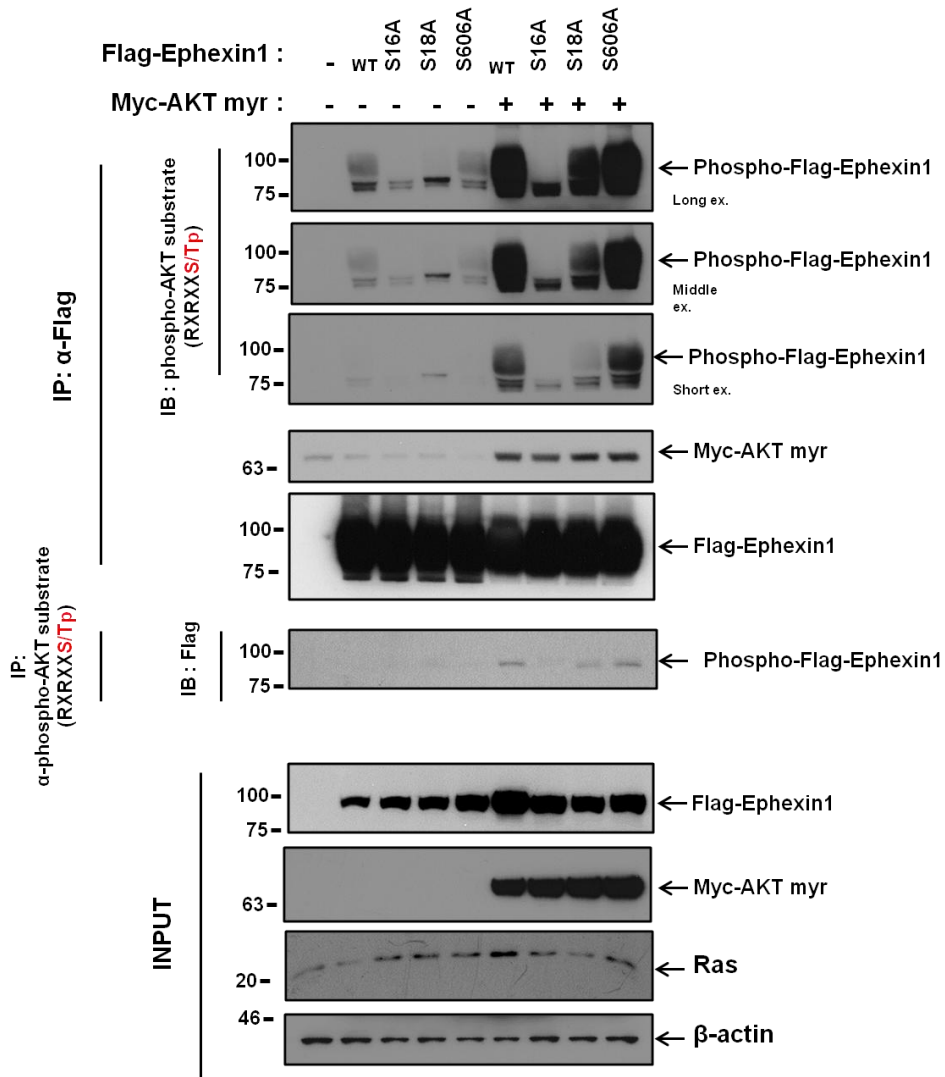 Flag-Ephexin1 : - WT S16A S18A S606A WT S16A S18A S606A
Myc-AKT myr : - - - - - + + + +
IP: α-Flag
IB : phospho-AKT substrate
(RXRXXS/Tp)
100
75
Phospho-Flag-Ephexin1
Long ex.
100
75
Phospho-Flag-Ephexin1
Middle
ex.
100
75
Phospho-Flag-Ephexin1
Short ex.
63
Myc-AKT myr
100
75
Flag-Ephexin1
IP:
α-phospho-AKT substrate
(RXRXXS/Tp)
IB : Flag
100
75
Phospho-Flag-Ephexin1
INPUT
100
75
Flag-Ephexin1
63
Myc-AKT myr
20
Ras
46
β-actin